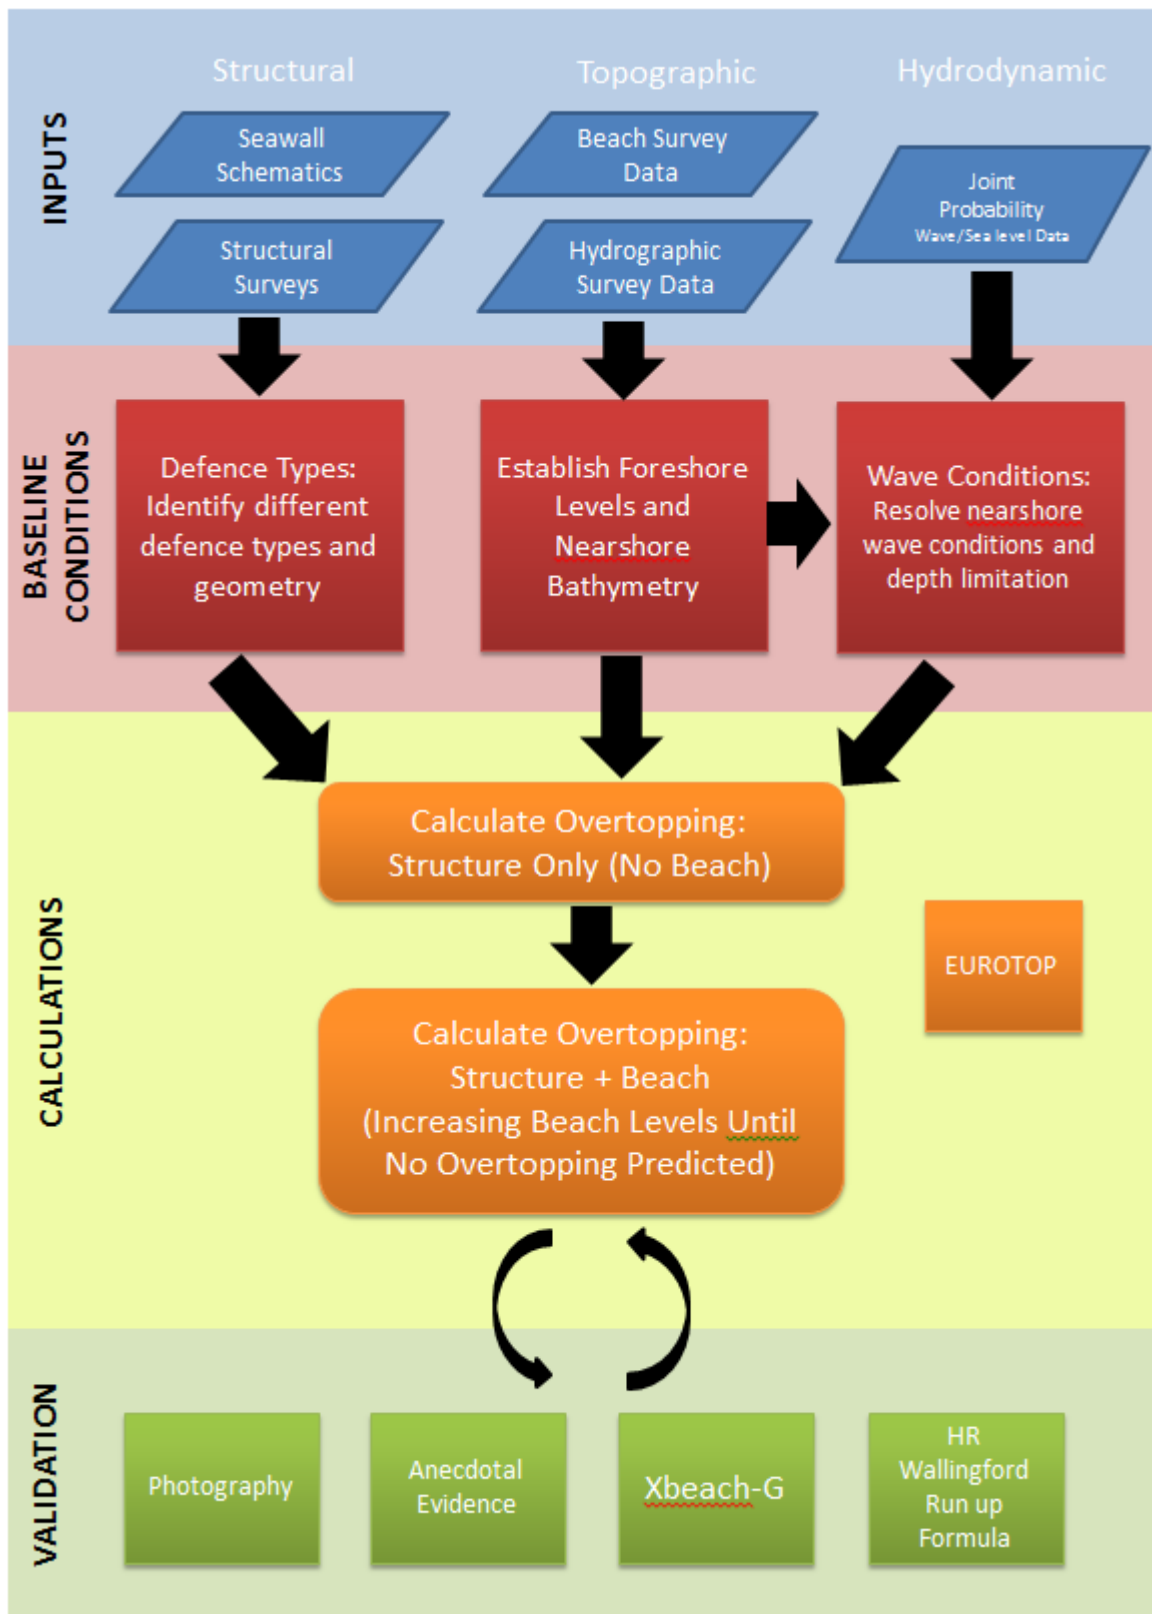 Structural
Topographic
Hydrodynamic
INPUTS
Seawall
Schematics
Beach Survey
Data
Joint
Probability
Wave/Sea level Data
Structural
Surveys
Hydrographic
Survey Data
BASELINE
CONDITIONS
Defence Types:
Identify different
defence types and
geometry
Establish Foreshore
Levels and
Nearshore
Bathymetry
Wave Conditions:
Resolve nearshore
wave conditions and
depth limitation
CALCULATIONS
Calculate Overtopping:
Structure Only (No Beach)
EUROTOP
Calculate Overtopping:
Structure + Beach
(Increasing Beach Levels Until
No Overtopping Predicted)
VALIDATION
Photography
Anecdotal
Evidence
Xbeach-G
HR
Wallingford
Run up
Formula